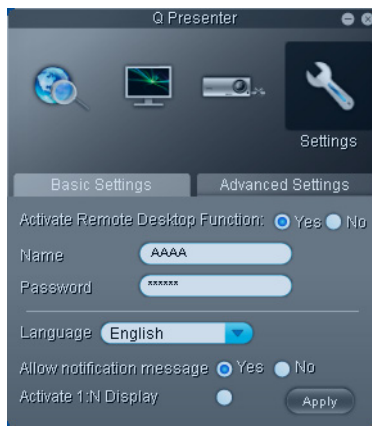 Q Presenter
Settings
Basic Settings Advanced Settings
Activate Remote Desktop Function: Yes No
Name AAAA
Password ******
Language English
Allow notification message Yes No
Activate 1:N Display
Apply